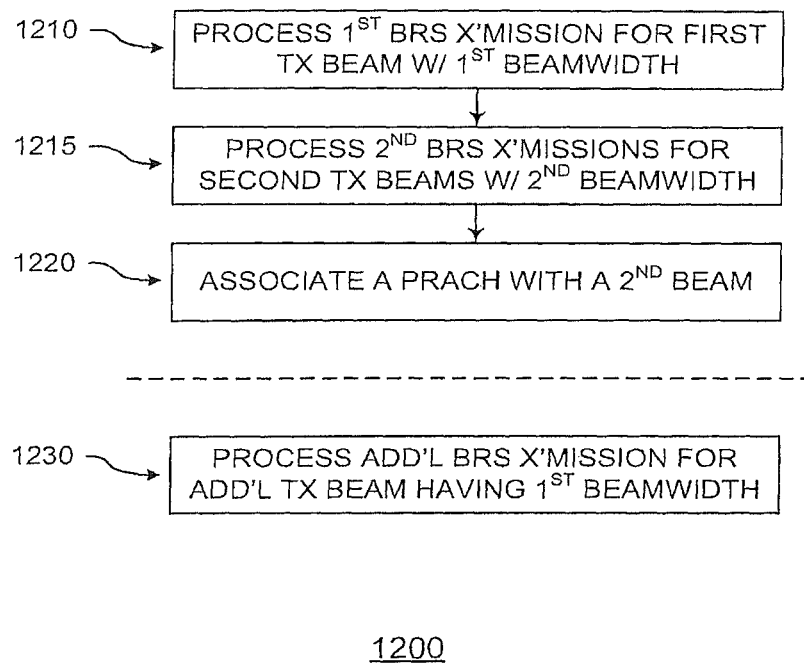 1210
PROCESS 1ST BRS X'MISSION FOR FIRST
TX BEAM W/ 1ST BEAMWIDTH
1215
PROCESS 2ND BRS X'MISSIONS FOR
SECOND TX BEAMS W/ 2ND BEAMWIDTH
1220
ASSOCIATE A PRACH WITH A 2ND BEAM
1230
PROCESS ADD'L BRS X'MISSION FOR
ADD'L TX BEAM HAVING 1ST BEAMWIDTH
1200